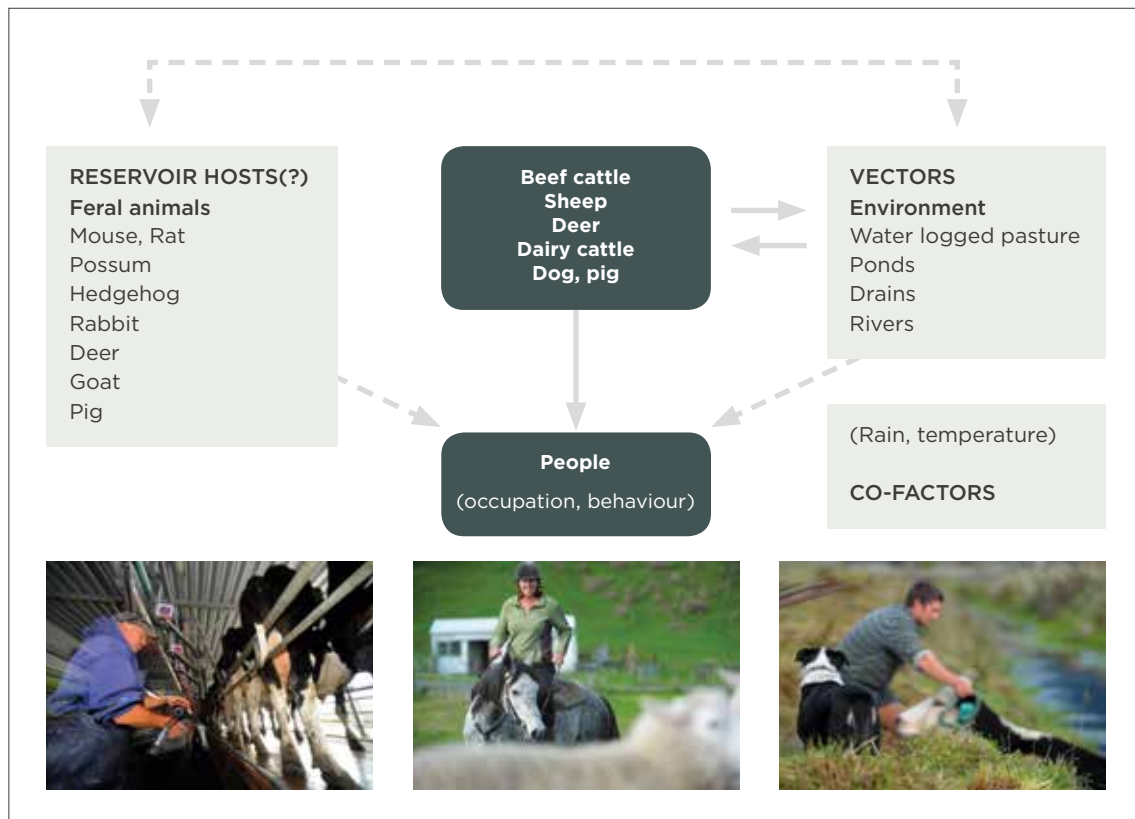 RESERVOIR HOSTS(?)
Feral animals
Mouse, Rat
Possum
Hedgehog
Rabbit
Deer
Goat
Pig
Beef cattle
Sheep
Deer
Dairy cattle
Dog, pig
VECTORS
Environment
Water logged pasture
Ponds
Drains
Rivers
People
(occupation, behaviour)
(Rain, temperature)
CO-FACTORS